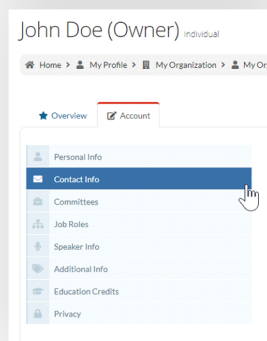 John Doe (Owner) Individual
Home > My Profile > My Organization > My Or
Overview Account
Personal Info
Contact Info
Committees
Job Roles
Speaker Info
Additional Info
Education Credits
Privacy